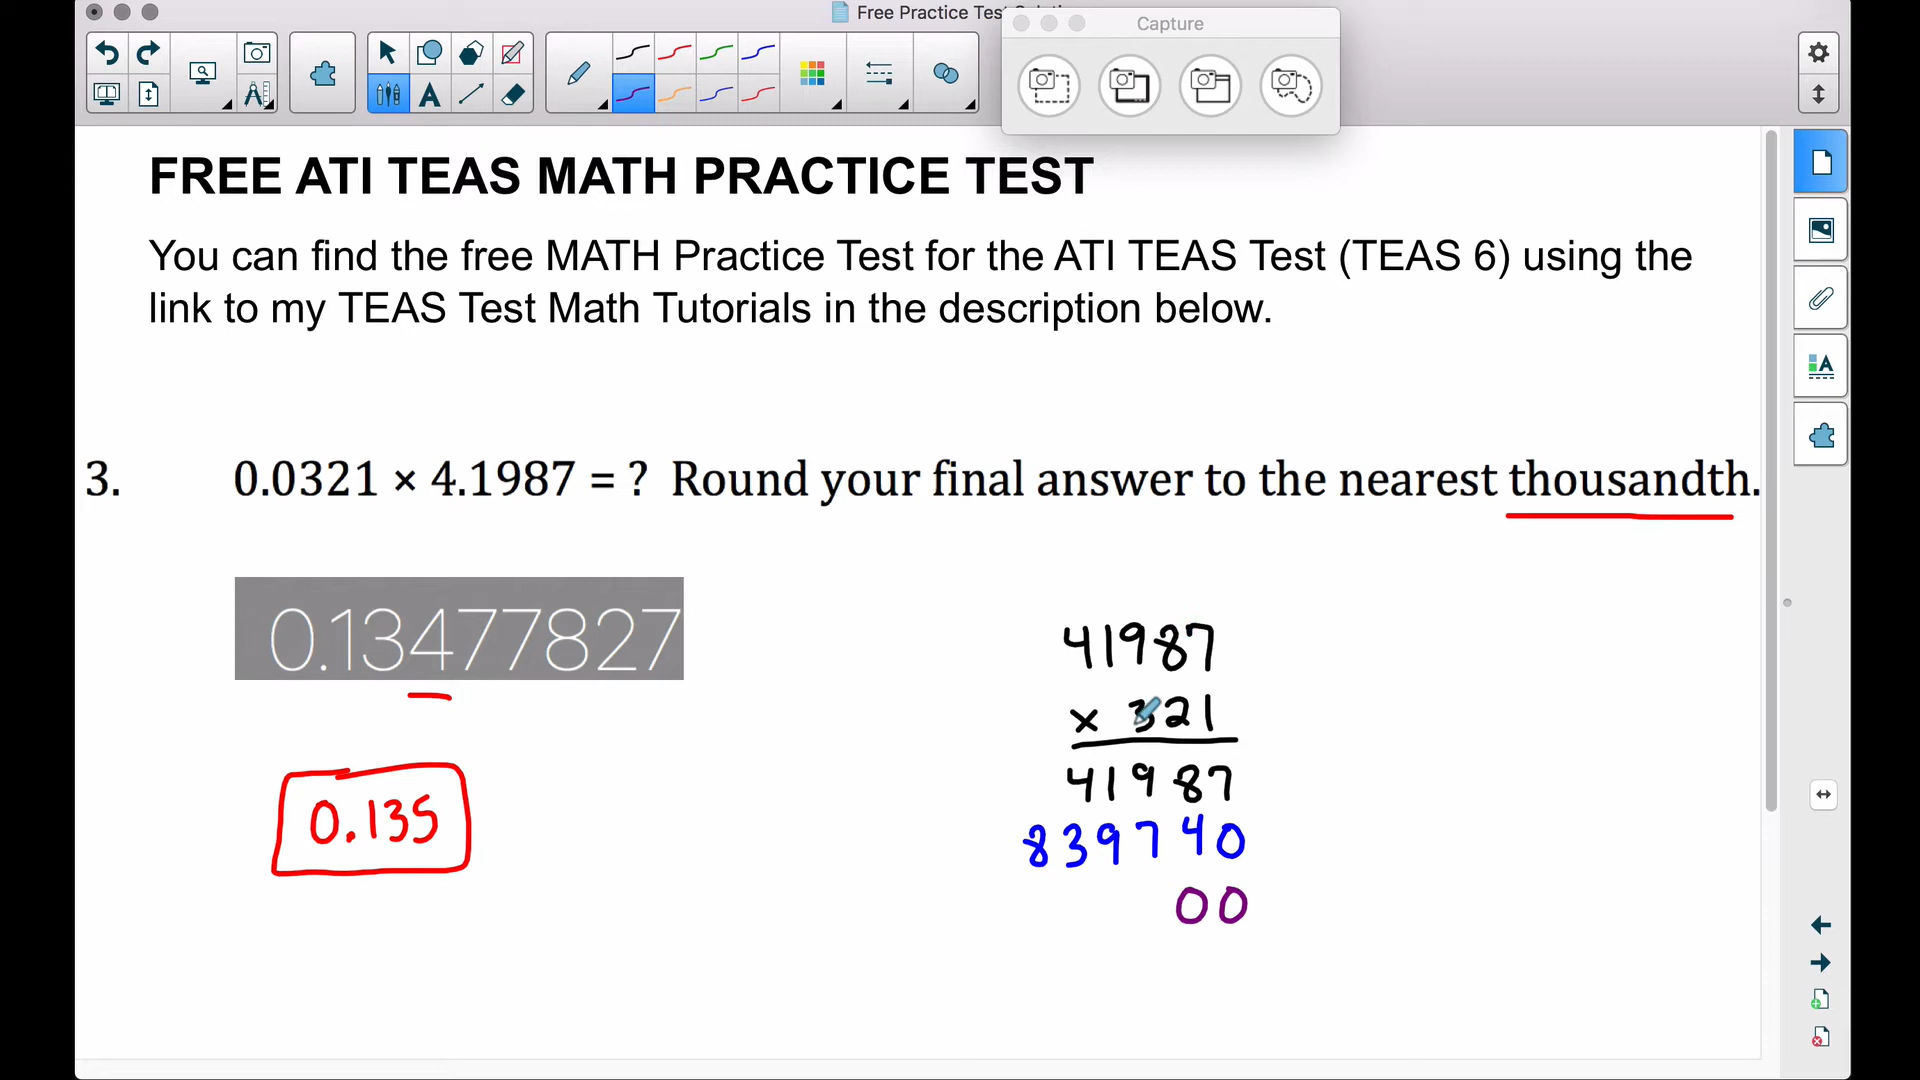 Free Practice Test
Capture
FREE ATI TEAS MATH PRACTICE TEST
You can find the free MATH Practice Test for the ATI TEAS Test (TEAS 6) using the
link to my TEAS Test Math Tutorials in the description below.
3. 0.0321 × 4.1987 = ? Round your final answer to the nearest thousandth.
0.13477827
0.135
41987
× 321
41987
839740
00